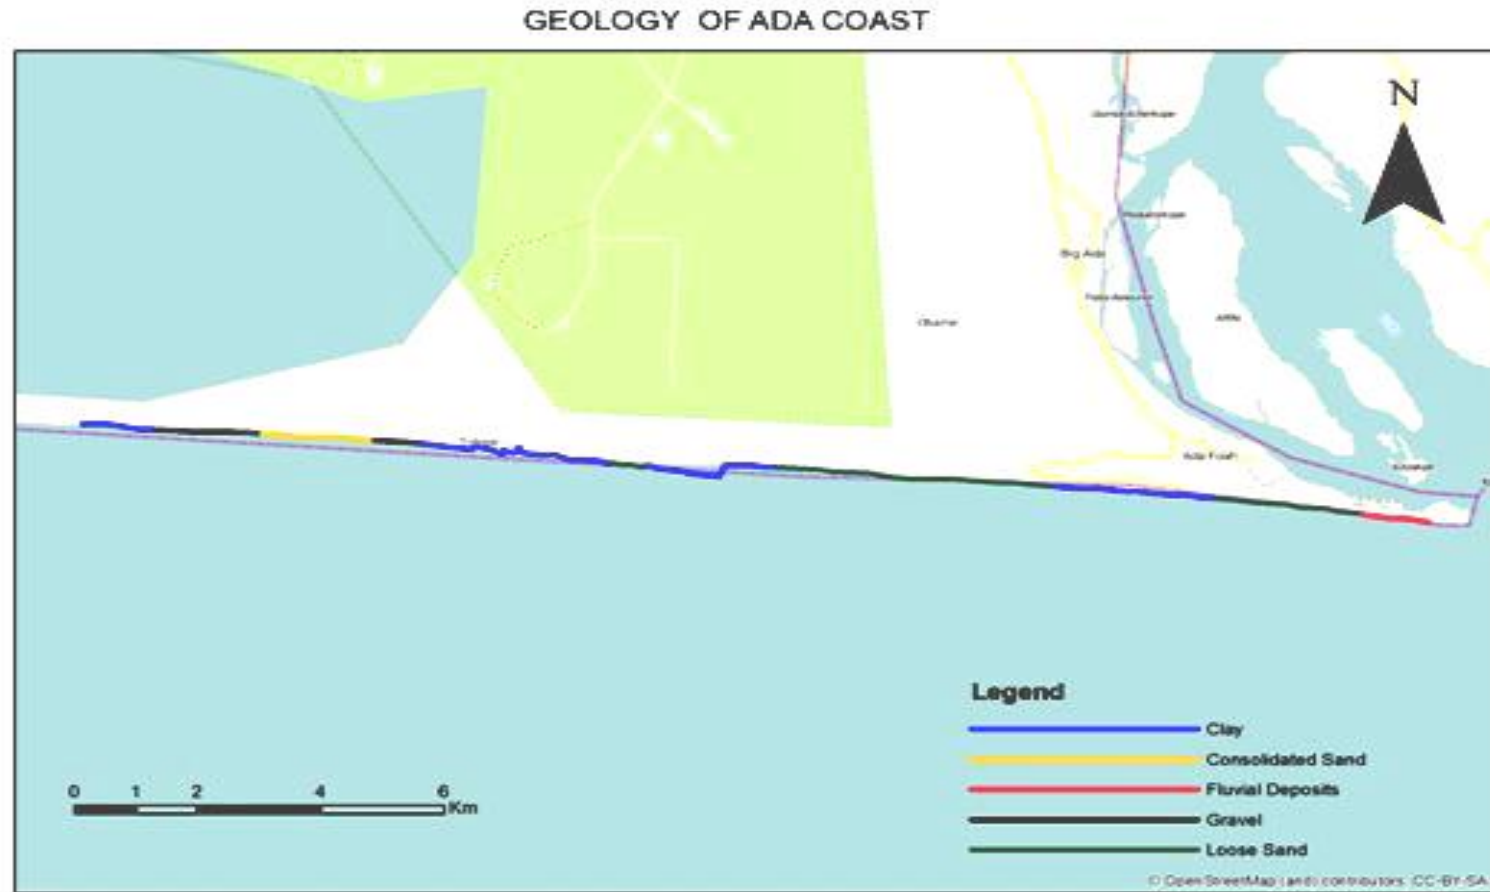 GEOLOGY OF ADA COAST
N
Big Ada
Ada Foah
Legend
Clay
Consolidated Sand
Fluvial Deposits
Gravel
Loose Sand
0 1 2 4 6
Km
© OpenStreetMap (and) contributors, CC-BY-SA